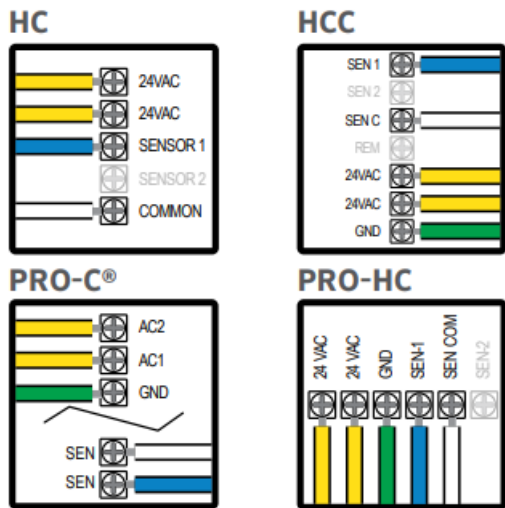 HC
24VAC
24VAC
SENSOR 1
SENSOR 2
COMMON
HCC
SEN 1
SEN 2
SEN C
REM
24VAC
24VAC
GND
PRO-C®
AC2
AC1
GND
SEN
SEN
PRO-HC
24 VAC
24 VAC
GND
SEN-1
SEN COM
SEN-2